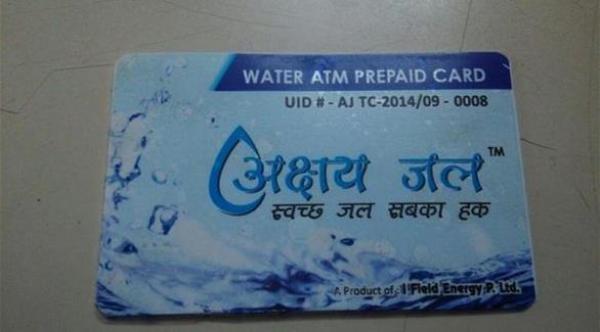 WATER ATM PREPAID CARD
UID # - AJ TC-2014/09 - 0008
अक्षय जल ™
स्वच्छ जल सबका हक
A Product of : I Field Energy P. Ltd.